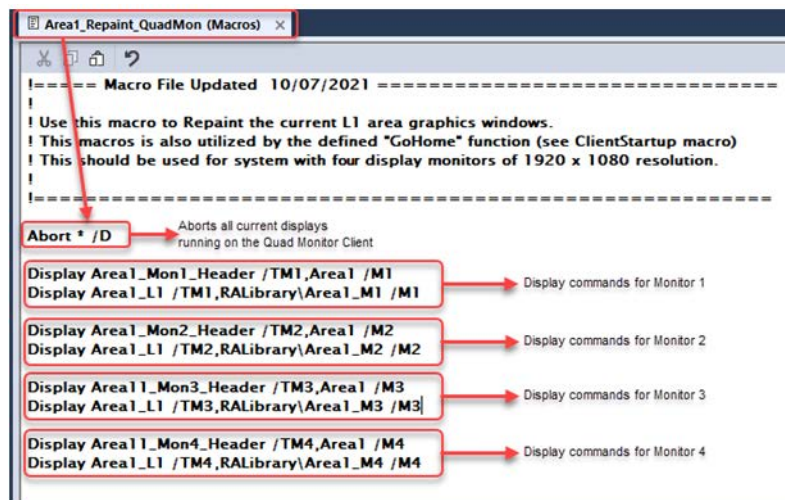 Area1_Repaint_QuadMon (Macros) ×
!===== Macro File Updated 10/07/2021 ===============================
!
! Use this macro to Repaint the current L1 area graphics windows.
! This macros is also utilized by the defined "GoHome" function (see ClientStartup macro)
! This should be used for system with four display monitors of 1920 x 1080 resolution.
!
!=========================================================
Abort * /D
Aborts all current displays
running on the Quad Monitor Client
Display Area1_Mon1_Header /TM1,Area1 /M1
Display Area1_L1 /TM1,RALibrary\Area1_M1 /M1
Display commands for Monitor 1
Display Area1_Mon2_Header /TM2,Area1 /M2
Display Area1_L1 /TM2,RALibrary\Area1_M2 /M2
Display commands for Monitor 2
Display Area11_Mon3_Header /TM3,Area1 /M3
Display Area1_L1 /TM3,RALibrary\Area1_M3 /M3
Display commands for Monitor 3
Display Area11_Mon4_Header /TM4,Area1 /M4
Display Area1_L1 /TM4,RALibrary\Area1_M4 /M4
Display commands for Monitor 4